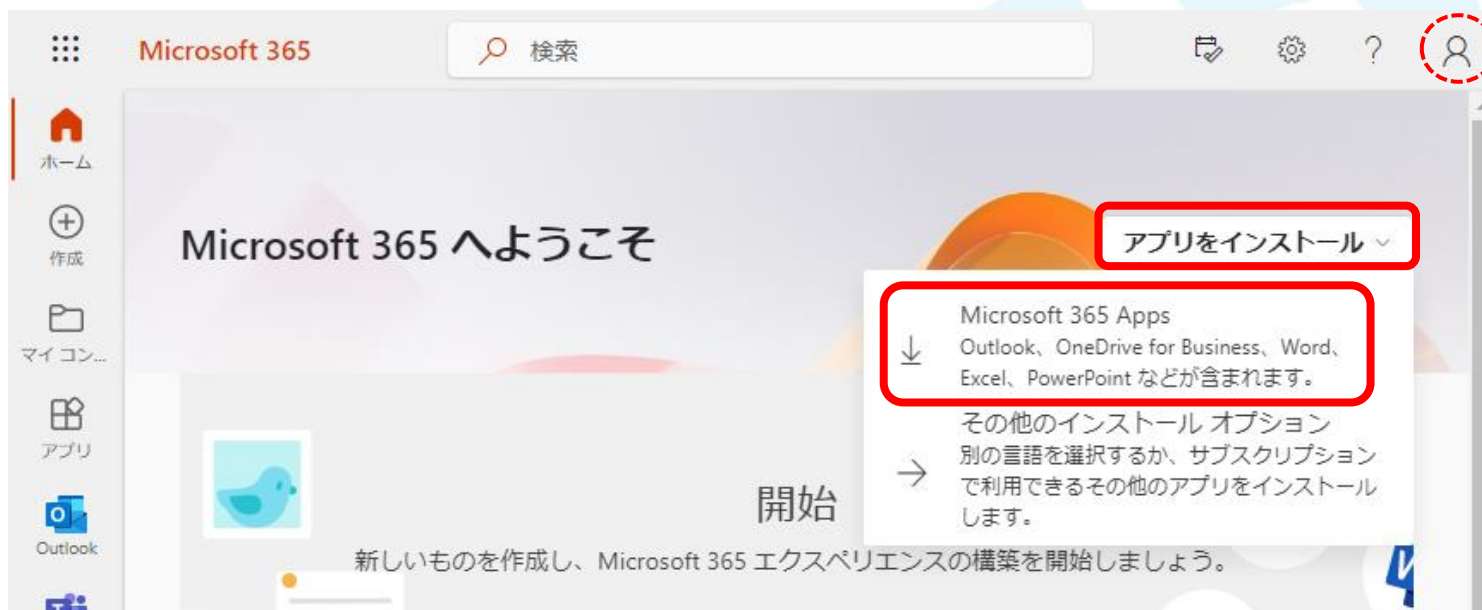 Microsoft 365
検索
?
ホーム
作成
マイ コン...
アプリ
Outlook
Microsoft 365 へようこそ
アプリをインストール
Microsoft 365 Apps
Outlook、OneDrive for Business、Word、
Excel、PowerPoint などが含まれます。
その他のインストール オプション
別の言語を選択するか、サブスクリプション
で利用できるその他のアプリをインストール
します。
開始
新しいものを作成し、Microsoft 365 エクスペリエンスの構築を開始しましょう。